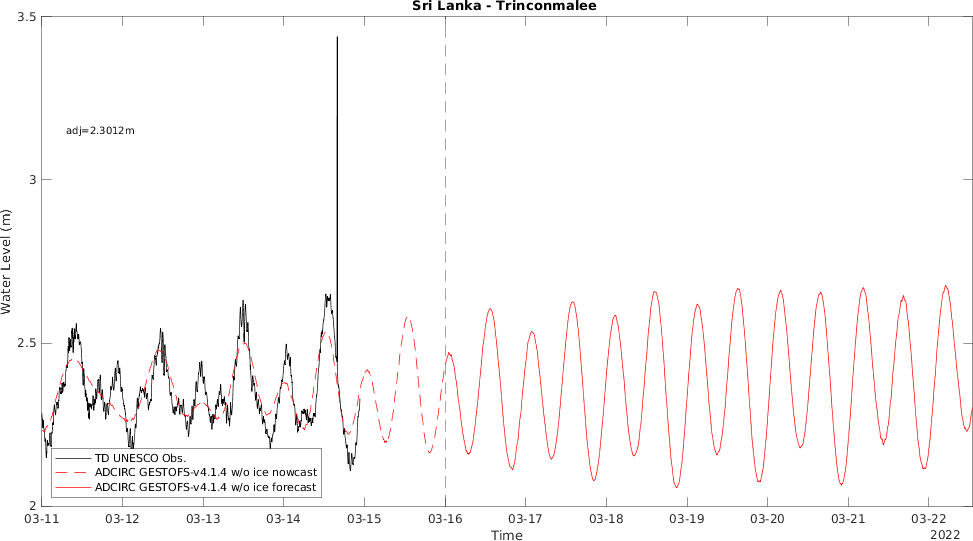 Sri Lanka - Trinconmalee
3.5
3
2.5
2
Water Level (m)
adj=2.3012m
TD UNESCO Obs.
ADCIRC GESTOFS-v4.1.4 w/o ice nowcast
ADCIRC GESTOFS-v4.1.4 w/o ice forecast
03-11 03-12 03-13 03-14 03-15 03-16 03-17 03-18 03-19 03-20 03-21 03-22
Time
2022